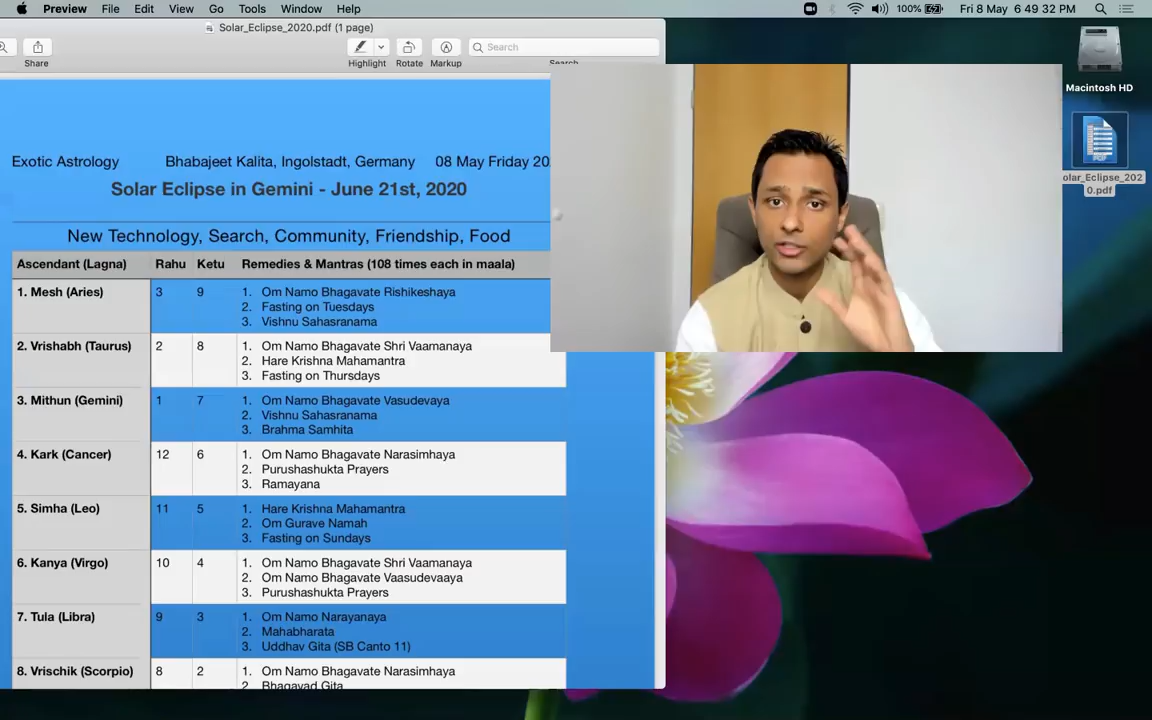 Preview File Edit View Go Tools Window Help 100% Fri 8 May 6 49 32 PM
Solar_Eclipse_2020.pdf (1 page)
Share Highlight Rotate Markup Search
Search
Macintosh HD
olar_Eclipse_202
0.pdf
Exotic Astrology Bhabajeet Kalita, Ingolstadt, Germany 08 May Friday 20
Solar Eclipse in Gemini - June 21st, 2020
New Technology, Search, Community, Friendship, Food
Ascendant (Lagna) Rahu Ketu Remedies & Mantras (108 times each in maala)
1. Mesh (Aries) 3 9 1. Om Namo Bhagavate Rishikeshaya
2. Fasting on Tuesdays
3. Vishnu Sahasranama
2. Vrishabh (Taurus) 2 8 1. Om Namo Bhagavate Shri Vaamanaya
2. Hare Krishna Mahamantra
3. Fasting on Thursdays
3. Mithun (Gemini) 1 7 1. Om Namo Bhagavate Vasudevaya
2. Vishnu Sahasranama
3. Brahma Samhita
4. Kark (Cancer) 12 6 1. Om Namo Bhagavate Narasimhaya
2. Purushashukta Prayers
3. Ramayana
5. Simha (Leo) 11 5 1. Hare Krishna Mahamantra
2. Om Gurave Namah
3. Fasting on Sundays
6. Kanya (Virgo) 10 4 1. Om Namo Bhagavate Shri Vaamanaya
2. Om Namo Bhagavate Vaasudevaaya
3. Purushashukta Prayers
7. Tula (Libra) 9 3 1. Om Namo Narayanaya
2. Mahabharata
3. Uddhav Gita (SB Canto 11)
8. Vrischik (Scorpio) 8 2 1. Om Namo Bhagavate Narasimhaya
2. Bhagavad Gita